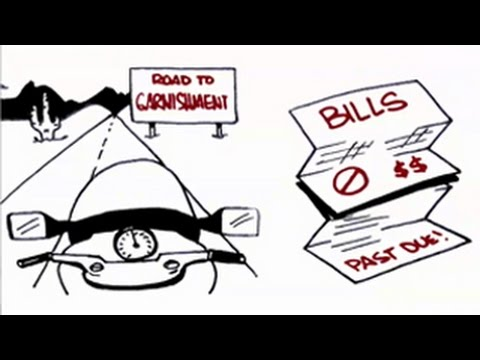 ROAD TO
GARNISHMENT
BILLS
$$
PAST DUE!